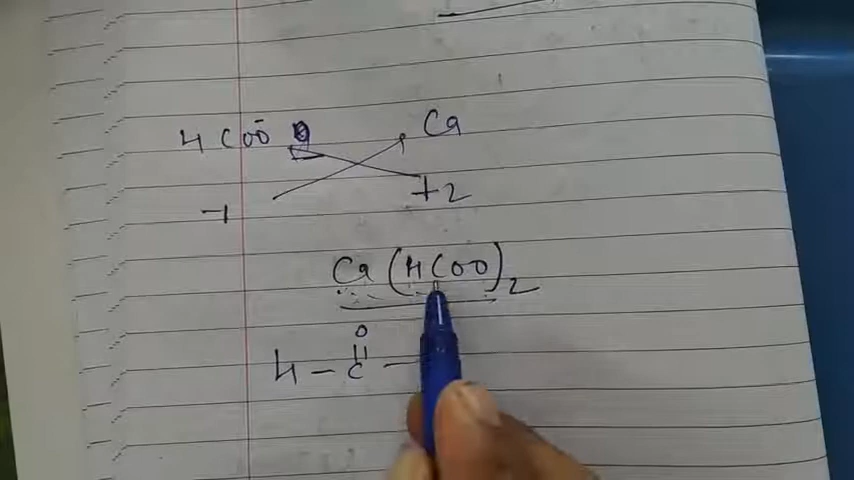 HCOO⁻ Ca
-1 +2
Ca(HCOO)2
O
||
H - C -